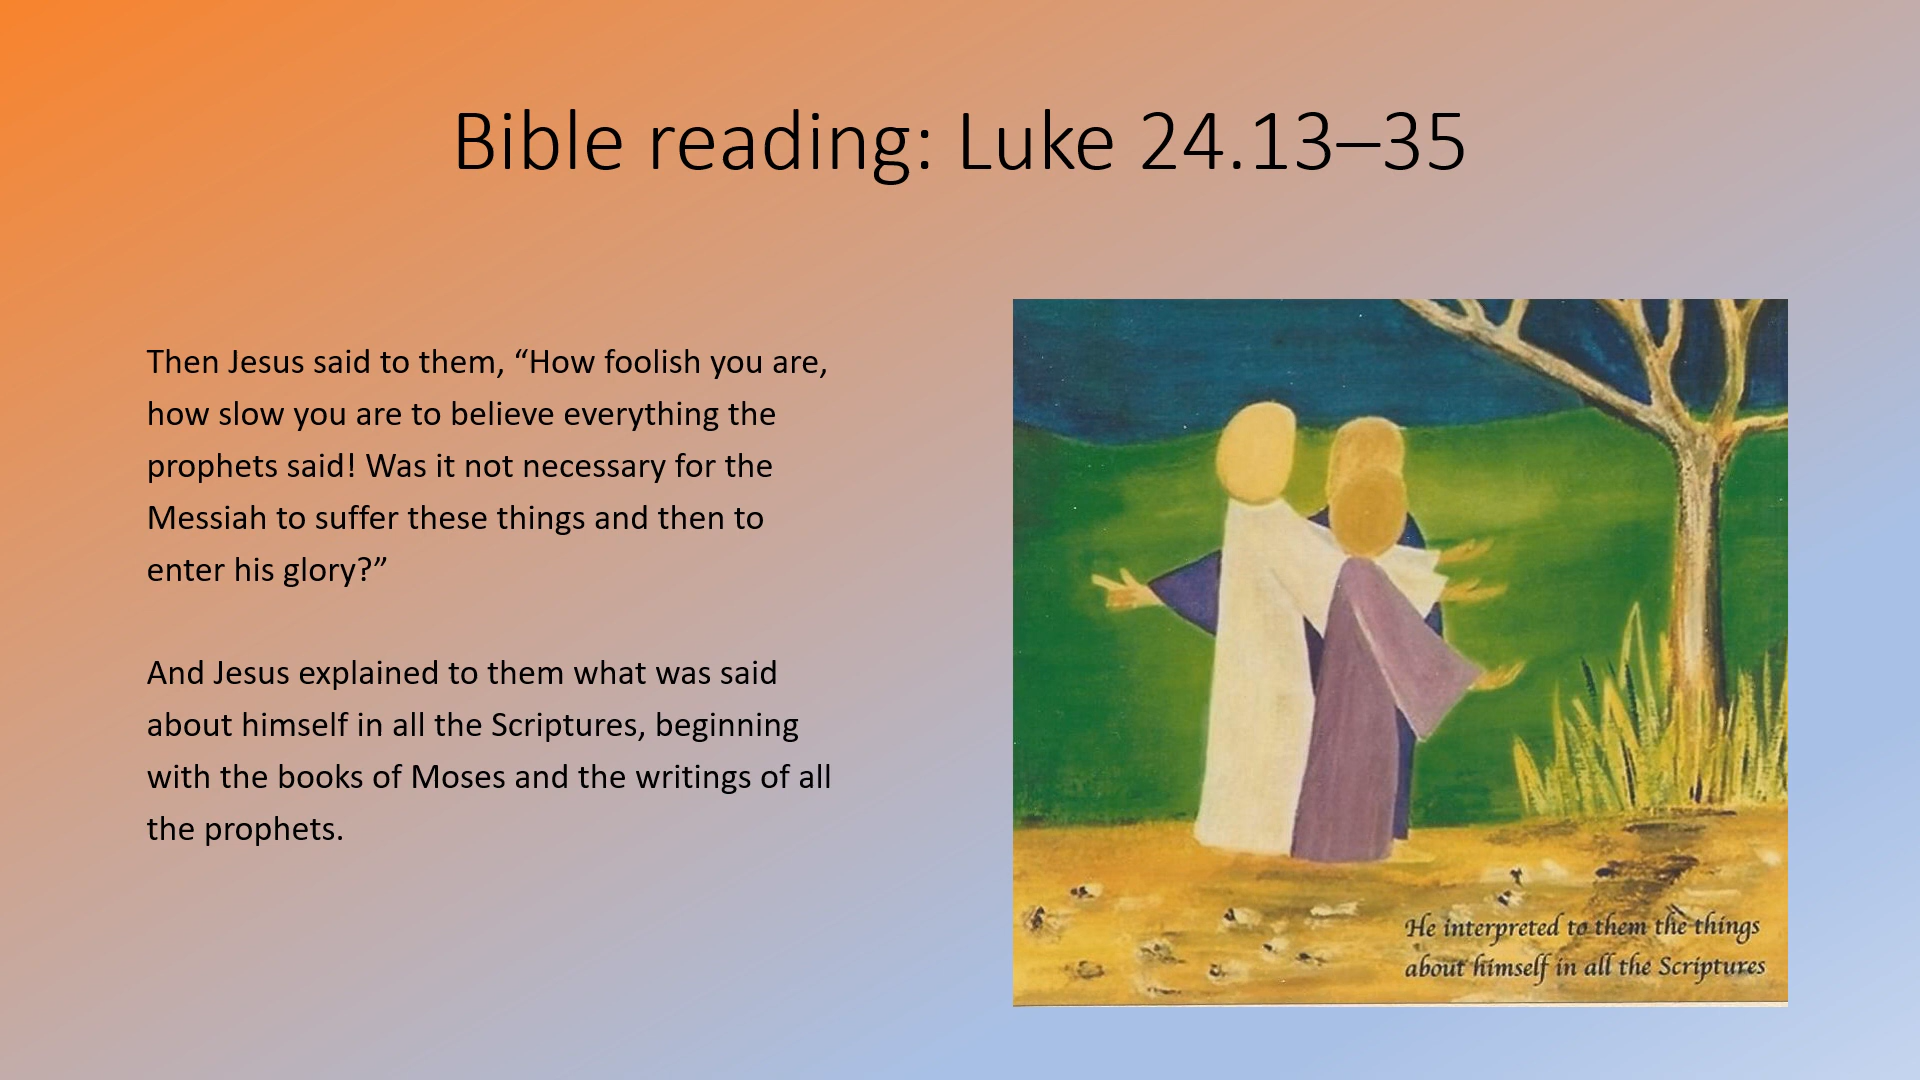 Bible reading: Luke 24.13–35
Then Jesus said to them, “How foolish you are,
how slow you are to believe everything the
prophets said! Was it not necessary for the
Messiah to suffer these things and then to
enter his glory?”
And Jesus explained to them what was said
about himself in all the Scriptures, beginning
with the books of Moses and the writings of all
the prophets.
He interpreted to them the things
about himself in all the Scriptures